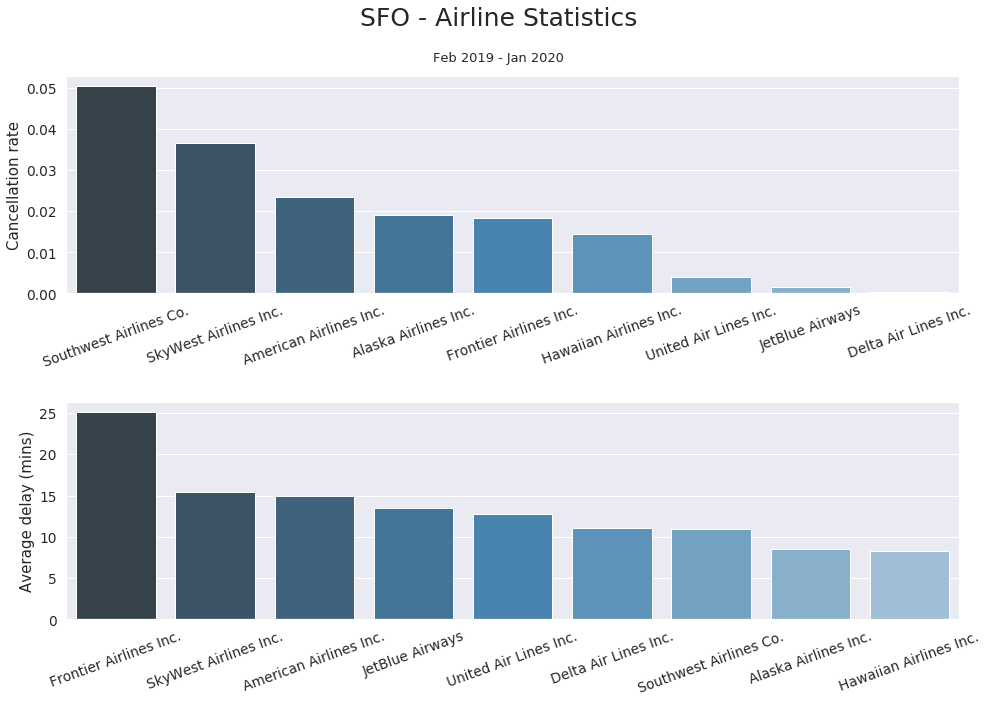 SFO - Airline Statistics
Feb 2019 - Jan 2020
Cancellation rate
0.05
0.04
0.03
0.02
0.01
0.00
Southwest Airlines Co.
SkyWest Airlines Inc.
American Airlines Inc.
Alaska Airlines Inc.
Frontier Airlines Inc.
Hawaiian Airlines Inc.
United Air Lines Inc.
JetBlue Airways
Delta Air Lines Inc.
Average delay (mins)
25
20
15
10
5
0
Frontier Airlines Inc.
SkyWest Airlines Inc.
American Airlines Inc.
JetBlue Airways
United Air Lines Inc.
Delta Air Lines Inc.
Southwest Airlines Co.
Alaska Airlines Inc.
Hawaiian Airlines Inc.